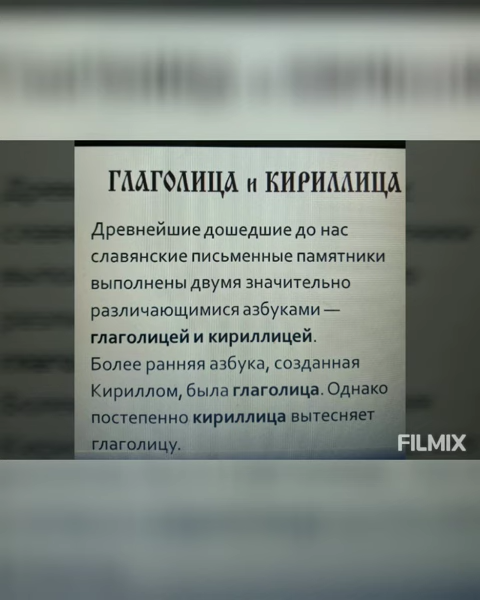 ГЛАГОЛИЦА и КИРИЛЛИЦА
Древнейшие дошедшие до нас
славянские письменные памятники
выполнены двумя значительно
различающимися азбуками —
глаголицей и кириллицей.
Более ранняя азбука, созданная
Кириллом, была глаголица. Однако
постепенно кириллица вытесняет
глаголицу.
FILMIX